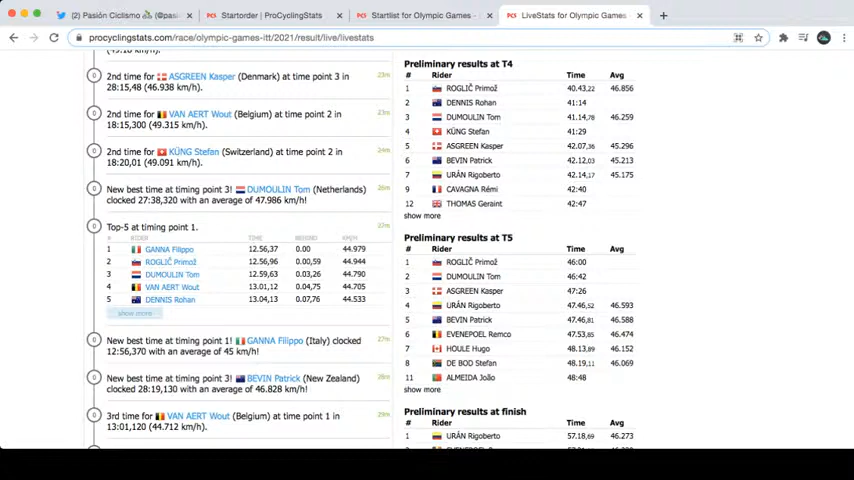 (2) Pasión Ciclismo (@pasi
Startorder | ProCyclingStats
Startlist for Olympic Games -
LiveStats for Olympic Games
procyclingstats.com/race/olympic-games-itt/2021/result/live/livestats
2nd time for ASGREEN Kasper (Denmark) at time point 3 in 23m
28:15,48 (46.938 km/h).
2nd time for VAN AERT Wout (Belgium) at time point 2 in 23m
18:15,300 (49.315 km/h).
2nd time for KÜNG Stefan (Switzerland) at time point 2 in 24m
18:20,01 (49.091 km/h).
New best time at timing point 3! DUMOULIN Tom (Netherlands) 26m
clocked 27:38,320 with an average of 47.986 km/h!
Top-5 at timing point 1. 27m
# RIDER TIME BEHIND KM/H
1 GANNA Filippo 12.56,37 0.00 44.979
2 ROGLIČ Primož 12.56,96 0.00,59 44.944
3 DUMOULIN Tom 12.59,63 0.03,26 44.790
4 VAN AERT Wout 13.01,12 0.04,75 44.705
5 DENNIS Rohan 13.04,13 0.07,76 44.533
show more
New best time at timing point 1! GANNA Filippo (Italy) clocked 27m
12:56,370 with an average of 45 km/h!
New best time at timing point 3! BEVIN Patrick (New Zealand) 28m
clocked 28:19,130 with an average of 46.828 km/h!
3rd time for VAN AERT Wout (Belgium) at time point 1 in 29m
13:01,120 (44.712 km/h).
Preliminary results at T4
# Rider Time Avg
1 ROGLIČ Primož 40.43,22 46.856
2 DENNIS Rohan 41:14
3 DUMOULIN Tom 41.14,78 46.259
4 KÜNG Stefan 41:29
5 ASGREEN Kasper 42.07,36 45.296
6 BEVIN Patrick 42.12,03 45.213
7 URÁN Rigoberto 42.14,17 45.175
9 CAVAGNA Rémi 42:40
12 THOMAS Geraint 42:47
show more
Preliminary results at T5
# Rider Time Avg
1 ROGLIČ Primož 46:00
2 DUMOULIN Tom 46:42
3 ASGREEN Kasper 47:26
4 URÁN Rigoberto 47.46,52 46.593
5 BEVIN Patrick 47.46,81 46.588
6 EVENEPOEL Remco 47.53,85 46.474
7 HOULE Hugo 48.13,89 46.152
8 DE BOD Stefan 48.19,11 46.069
11 ALMEIDA João 48:48
show more
Preliminary results at finish
# Rider Time Avg
1 URÁN Rigoberto 57.18,69 46.273